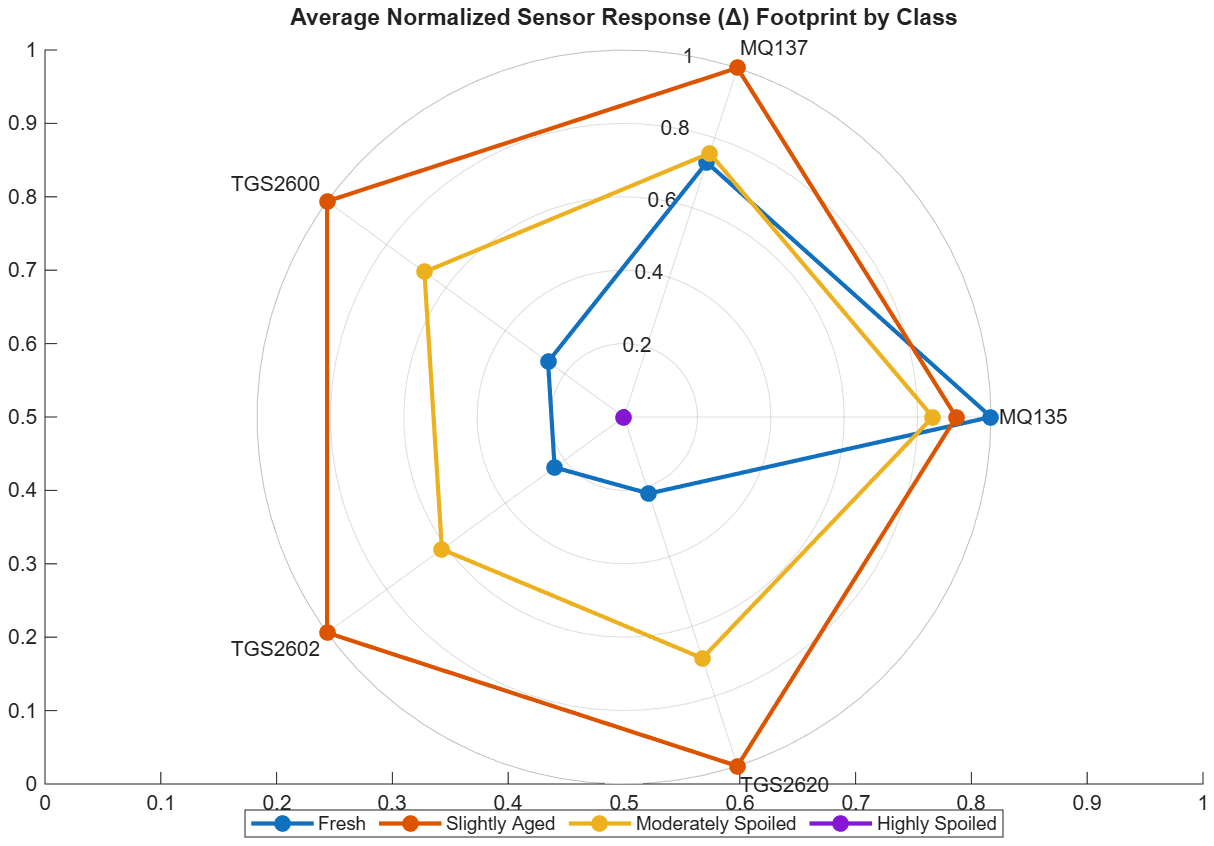 Average Normalized Sensor Response (Δ) Footprint by Class
1
0.9
0.8
0.7
0.6
0.5
0.4
0.3
0.2
0.1
0
0
0.1
0.2
0.3
0.4
0.5
0.6
0.7
0.8
0.9
1
1
0.8
0.6
0.4
0.2
MQ137
TGS2600
MQ135
TGS2602
TGS2620
Fresh
Slightly Aged
Moderately Spoiled
Highly Spoiled